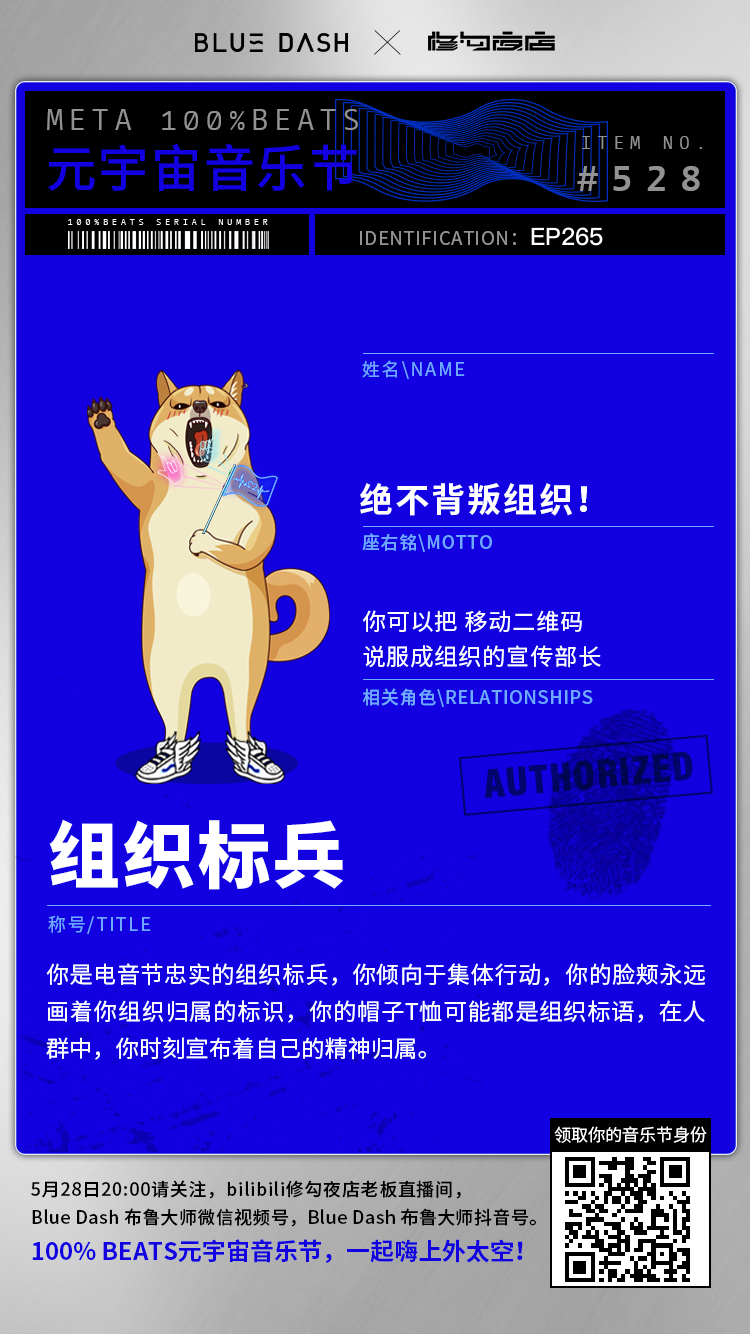 BLUE DASH
修勾夜店
META 100%BEATS
元宇宙音乐节
ITEM NO.
#528
100%BEATS SERIAL NUMBER
IDENTIFICATION: EP265
姓名\NAME
绝不背叛组织！
座右铭\MOTTO
你可以把 移动二维码
说服成组织的宣传部长
相关角色\RELATIONSHIPS
AUTHORIZED
组织标兵
称号/TITLE
你是电音节忠实的组织标兵，你倾向于集体行动，你的脸颊永远
画着你组织归属的标识，你的帽子T恤可能都是组织标语，在人
群中，你时刻宣布着自己的精神归属。
领取你的音乐节身份
5月28日20:00请关注，bilibili修勾夜店老板直播间，
Blue Dash 布鲁大师微信视频号，Blue Dash 布鲁大师抖音号。
100% BEATS元宇宙音乐节，一起嗨上外太空！